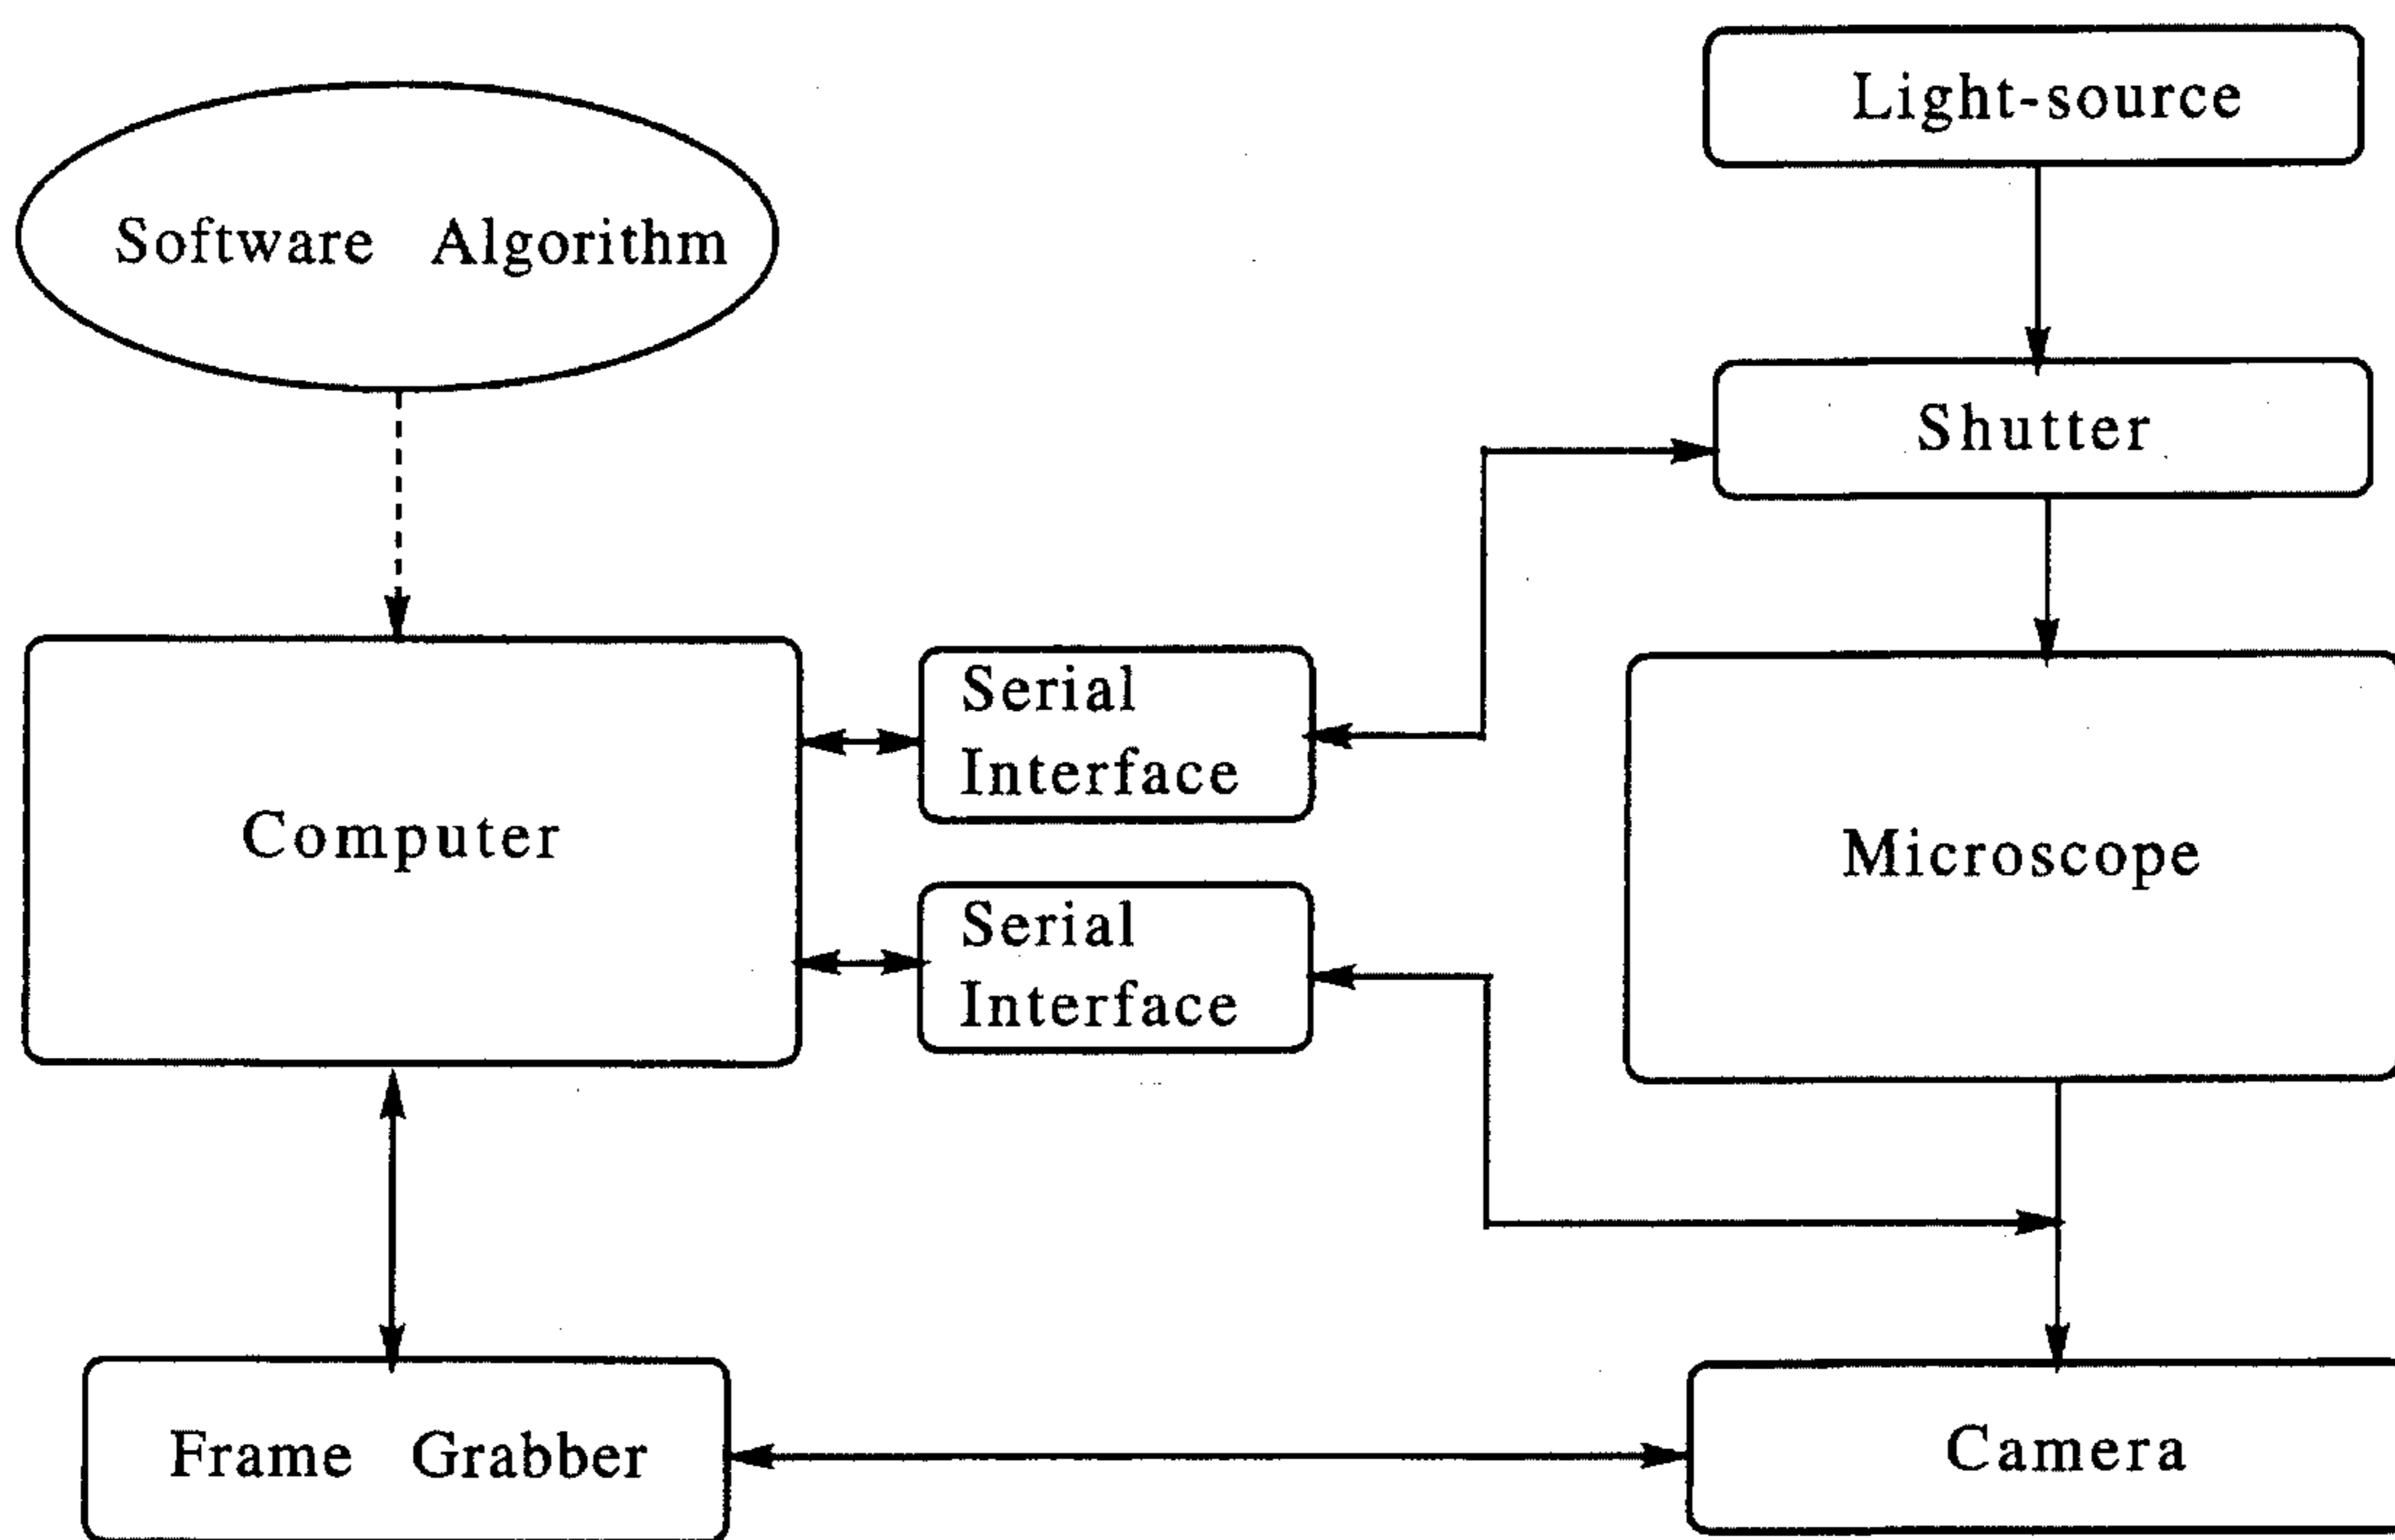 Light-source
Software Algorithm
Shutter
Serial
Interface
Computer
Microscope
Serial
Interface
Frame Grabber
Camera